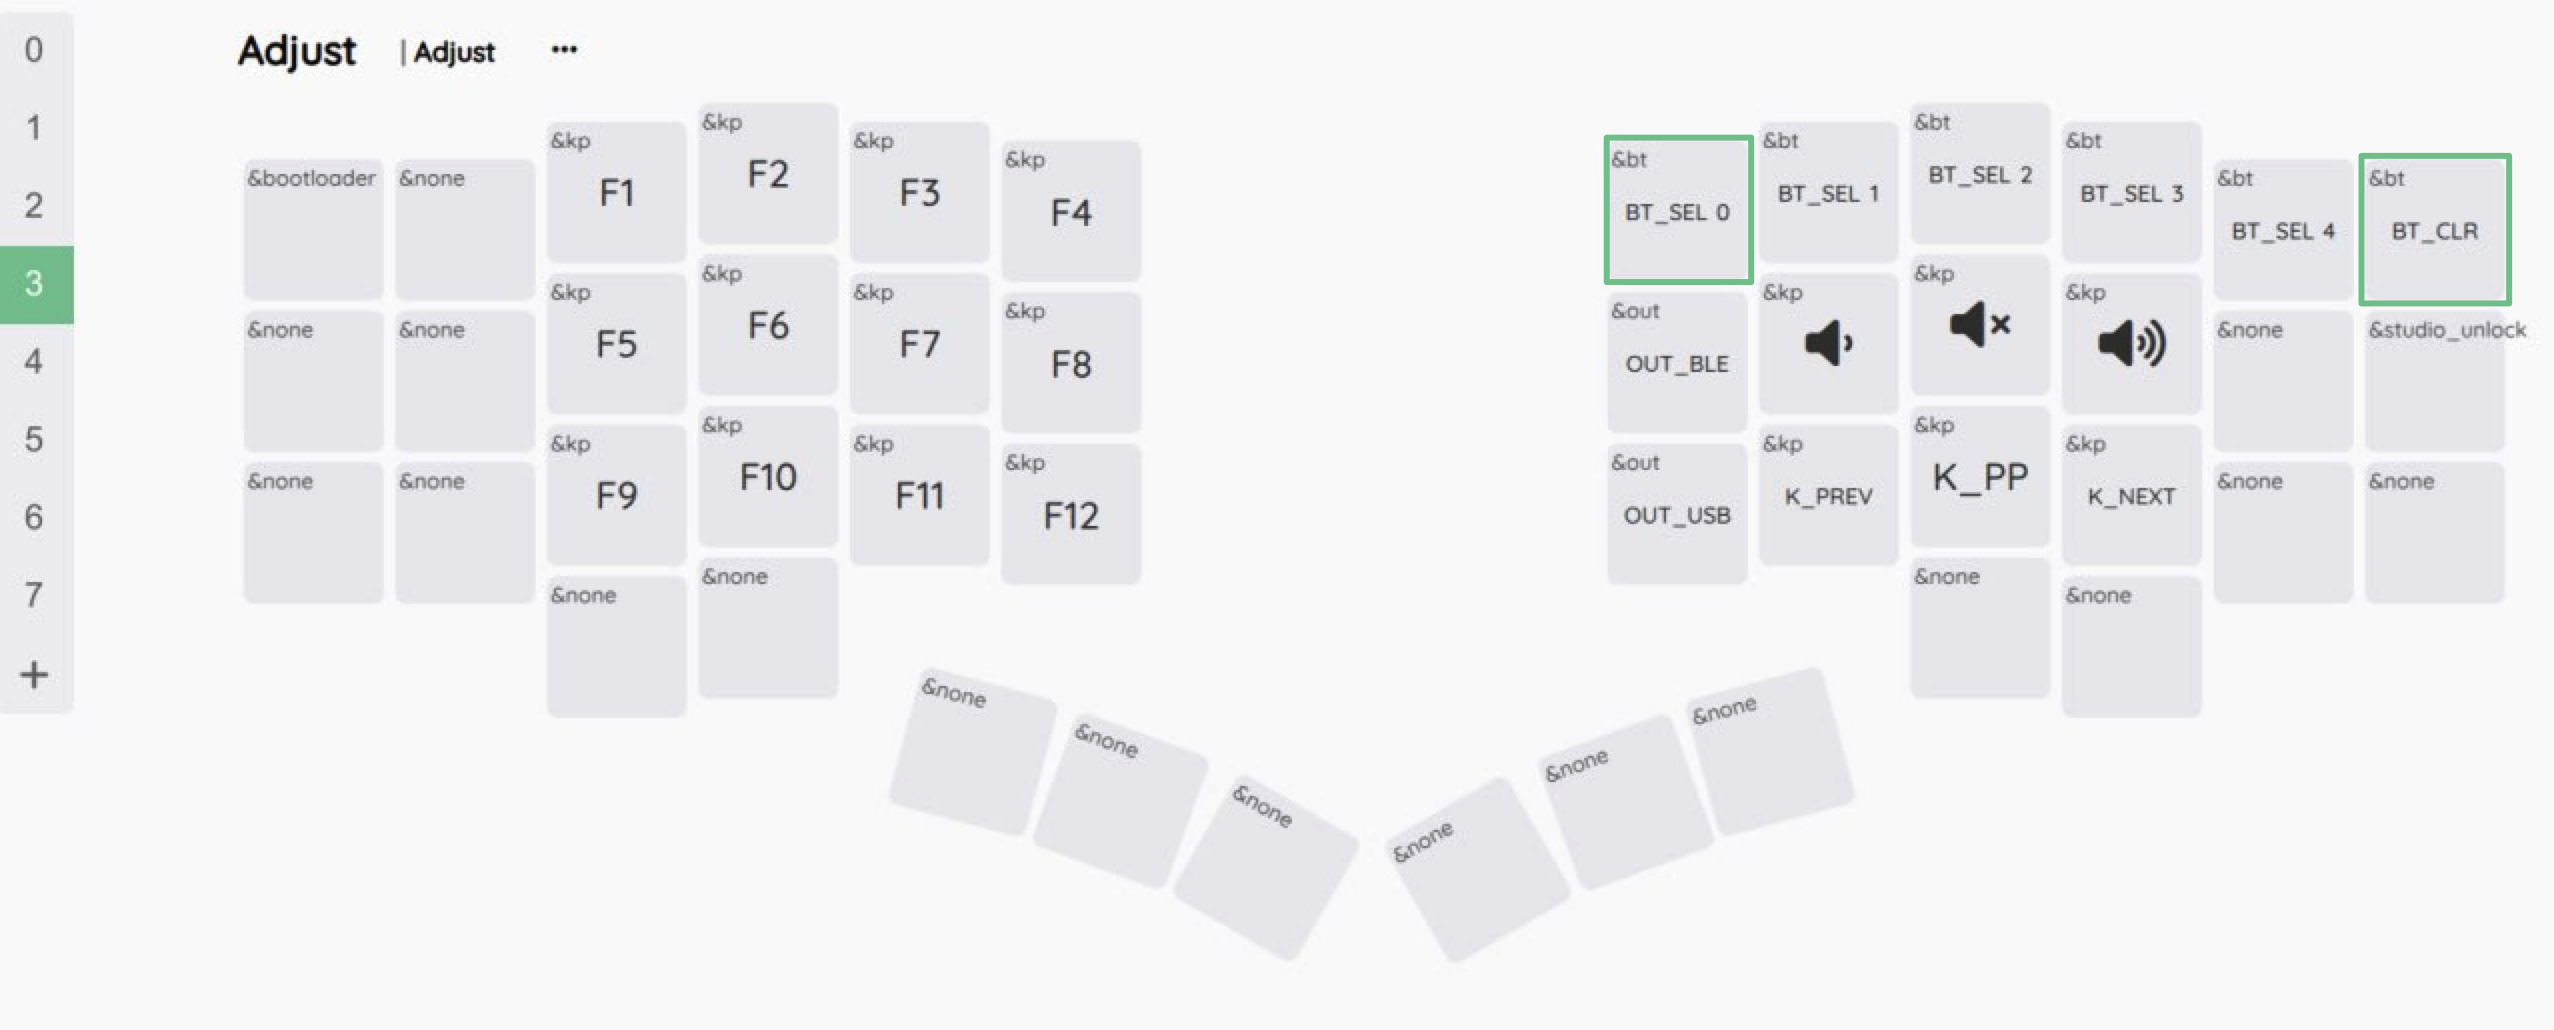 0
1
2
3
4
5
6
7
+
Adjust | Adjust ...
&bootloader
&none
&kp
F1
&kp
F2
&kp
F3
&kp
F4
&none
&none
&kp
F5
&kp
F6
&kp
F7
&kp
F8
&none
&none
&kp
F9
&kp
F10
&kp
F11
&kp
F12
&none
&none
&none
&none
&none
&bt
BT_SEL 0
&bt
BT_SEL 1
&bt
BT_SEL 2
&bt
BT_SEL 3
&bt
BT_SEL 4
&bt
BT_CLR
&out
OUT_BLE
&kp
&kp
&kp
&none
&studio_unlock
&out
OUT_USB
&kp
K_PREV
&kp
K_PP
&kp
K_NEXT
&none
&none
&none
&none
&none
&none
&none